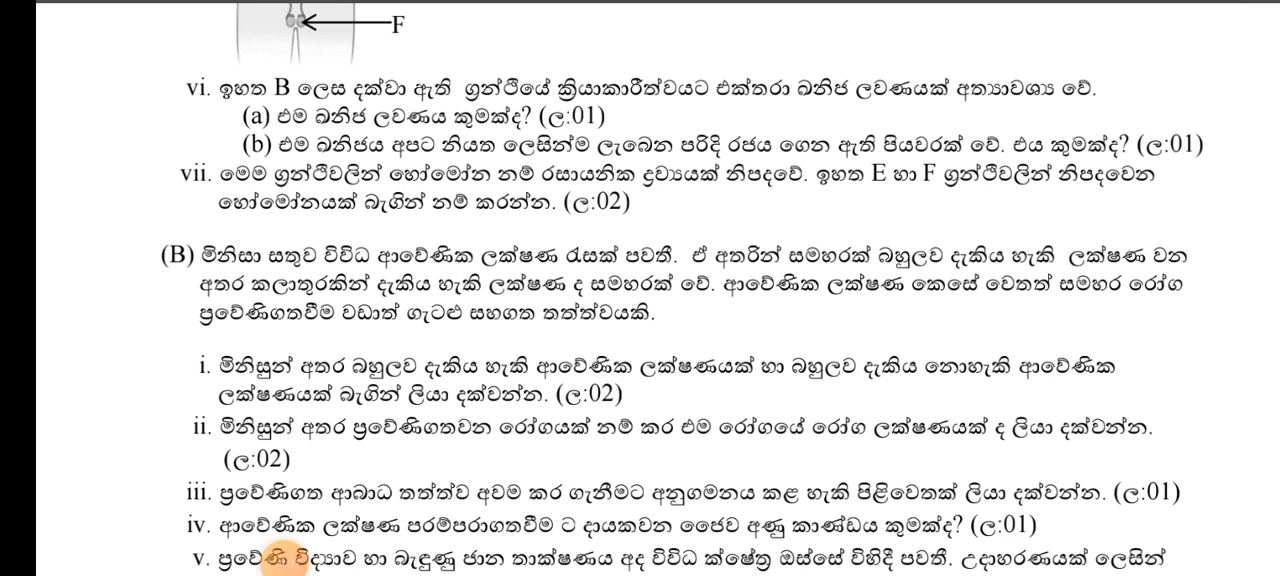 F
vi. ඉහත B ලෙස දක්වා ඇති ග්‍රන්ථියේ ක්‍රියාකාරීත්වයට එක්තරා ඛනිජ ලවණයක් අත්‍යාවශ්‍ය වේ.
(a) එම ඛනිජ ලවණය කුමක්ද? (ල:01)
(b) එම ඛනිජය අපට නියත ලෙසින්ම ලැබෙන පරිදි රජය ගෙන ඇති පියවරක් වේ. එය කුමක්ද? (ල:01)
vii. මෙම ග්‍රන්ථිවලින් හෝමෝන නම් රසායනික ද්‍රව්‍යයක් නිපදවේ. ඉහත E හා F ග්‍රන්ථිවලින් නිපදවෙන
හෝමෝනයක් බැගින් නම් කරන්න. (ල:02)
(B) මිනිසා සතුව විවිධ ආවේණික ලක්ෂණ රැසක් පවතී. ඒ අතරින් සමහරක් බහුලව දැකිය හැකි ලක්ෂණ වන
අතර කලාතුරකින් දැකිය හැකි ලක්ෂණ ද සමහරක් වේ. ආවේණික ලක්ෂණ කෙසේ වෙතත් සමහර රෝග
ප්‍රවේණිගතවීම වඩාත් ගැටළු සහගත තත්ත්වයකි.
i. මිනිසුන් අතර බහුලව දැකිය හැකි ආවේණික ලක්ෂණයක් හා බහුලව දැකිය නොහැකි ආවේණික
ලක්ෂණයක් බැගින් ලියා දක්වන්න. (ල:02)
ii. මිනිසුන් අතර ප්‍රවේණිගතවන රෝගයක් නම් කර එම රෝගයේ රෝග ලක්ෂණයක් ද ලියා දක්වන්න.
(ල:02)
iii. ප්‍රවේණිගත ආබාධ තත්ත්ව අවම කර ගැනීමට අනුගමනය කළ හැකි පිළිවෙතක් ලියා දක්වන්න. (ල:01)
iv. ආවේණික ලක්ෂණ පරම්පරාගතවීම ට දායකවන ජෛව අණු කාණ්ඩය කුමක්ද? (ල:01)
v. ප්‍රවේණි විද්‍යාව හා බැඳුණු ජාන තාක්ෂණය අද විවිධ ක්ෂේත්‍ර ඔස්සේ විහිදී පවතී. උදාහරණයක් ලෙසින්